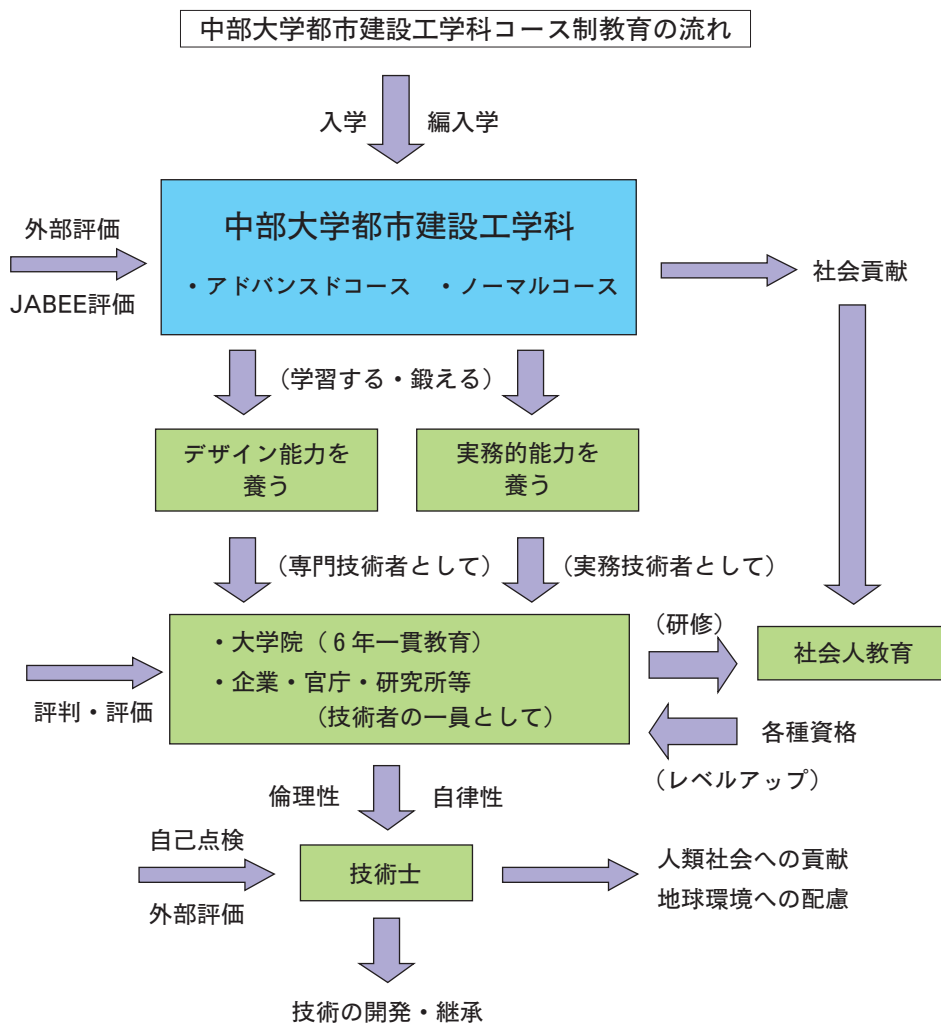 中部大学都市建設工学科コース制教育の流れ
入学
編入学
中部大学都市建設工学科
・アドバンスドコース ・ノーマルコース
外部評価
JABEE評価
社会貢献
（学習する・鍛える）
デザイン能力を
養う
実務的能力を
養う
（専門技術者として）
（実務技術者として）
・大学院（６年一貫教育）
・企業・官庁・研究所等
（技術者の一員として）
評判・評価
（研修）
社会人教育
各種資格
（レベルアップ）
倫理性
自律性
自己点検
外部評価
技術士
人類社会への貢献
地球環境への配慮
技術の開発・継承